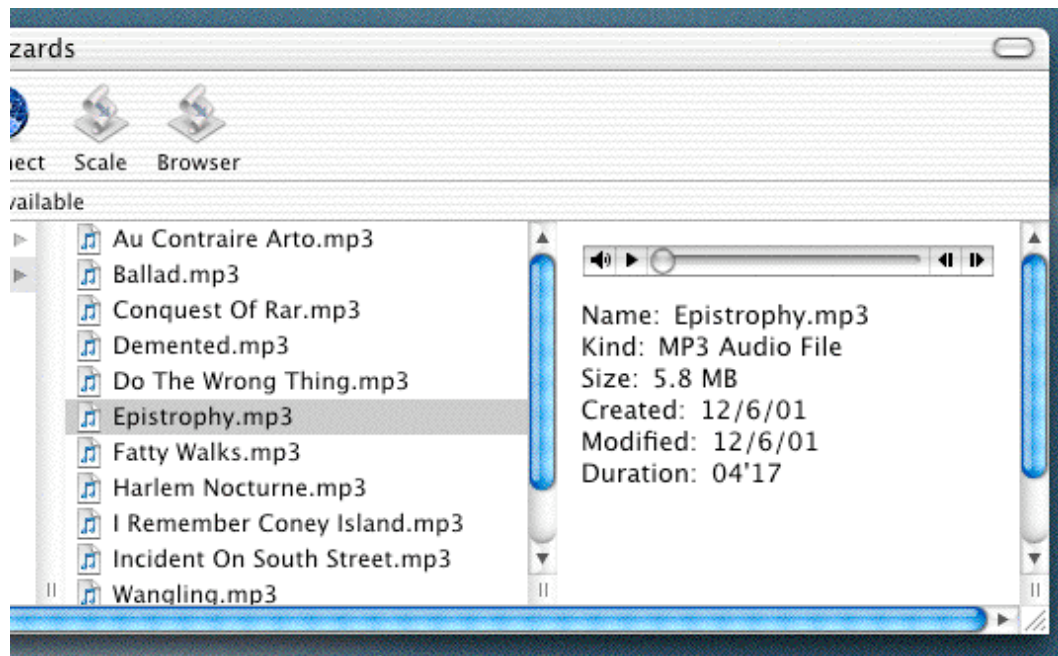 zards
nect Scale Browser
vailable
Au Contraire Arto.mp3
Ballad.mp3
Conquest Of Rar.mp3
Demented.mp3
Do The Wrong Thing.mp3
Epistrophy.mp3
Fatty Walks.mp3
Harlem Nocturne.mp3
I Remember Coney Island.mp3
Incident On South Street.mp3
Wangling.mp3
Name: Epistrophy.mp3
Kind: MP3 Audio File
Size: 5.8 MB
Created: 12/6/01
Modified: 12/6/01
Duration: 04'17